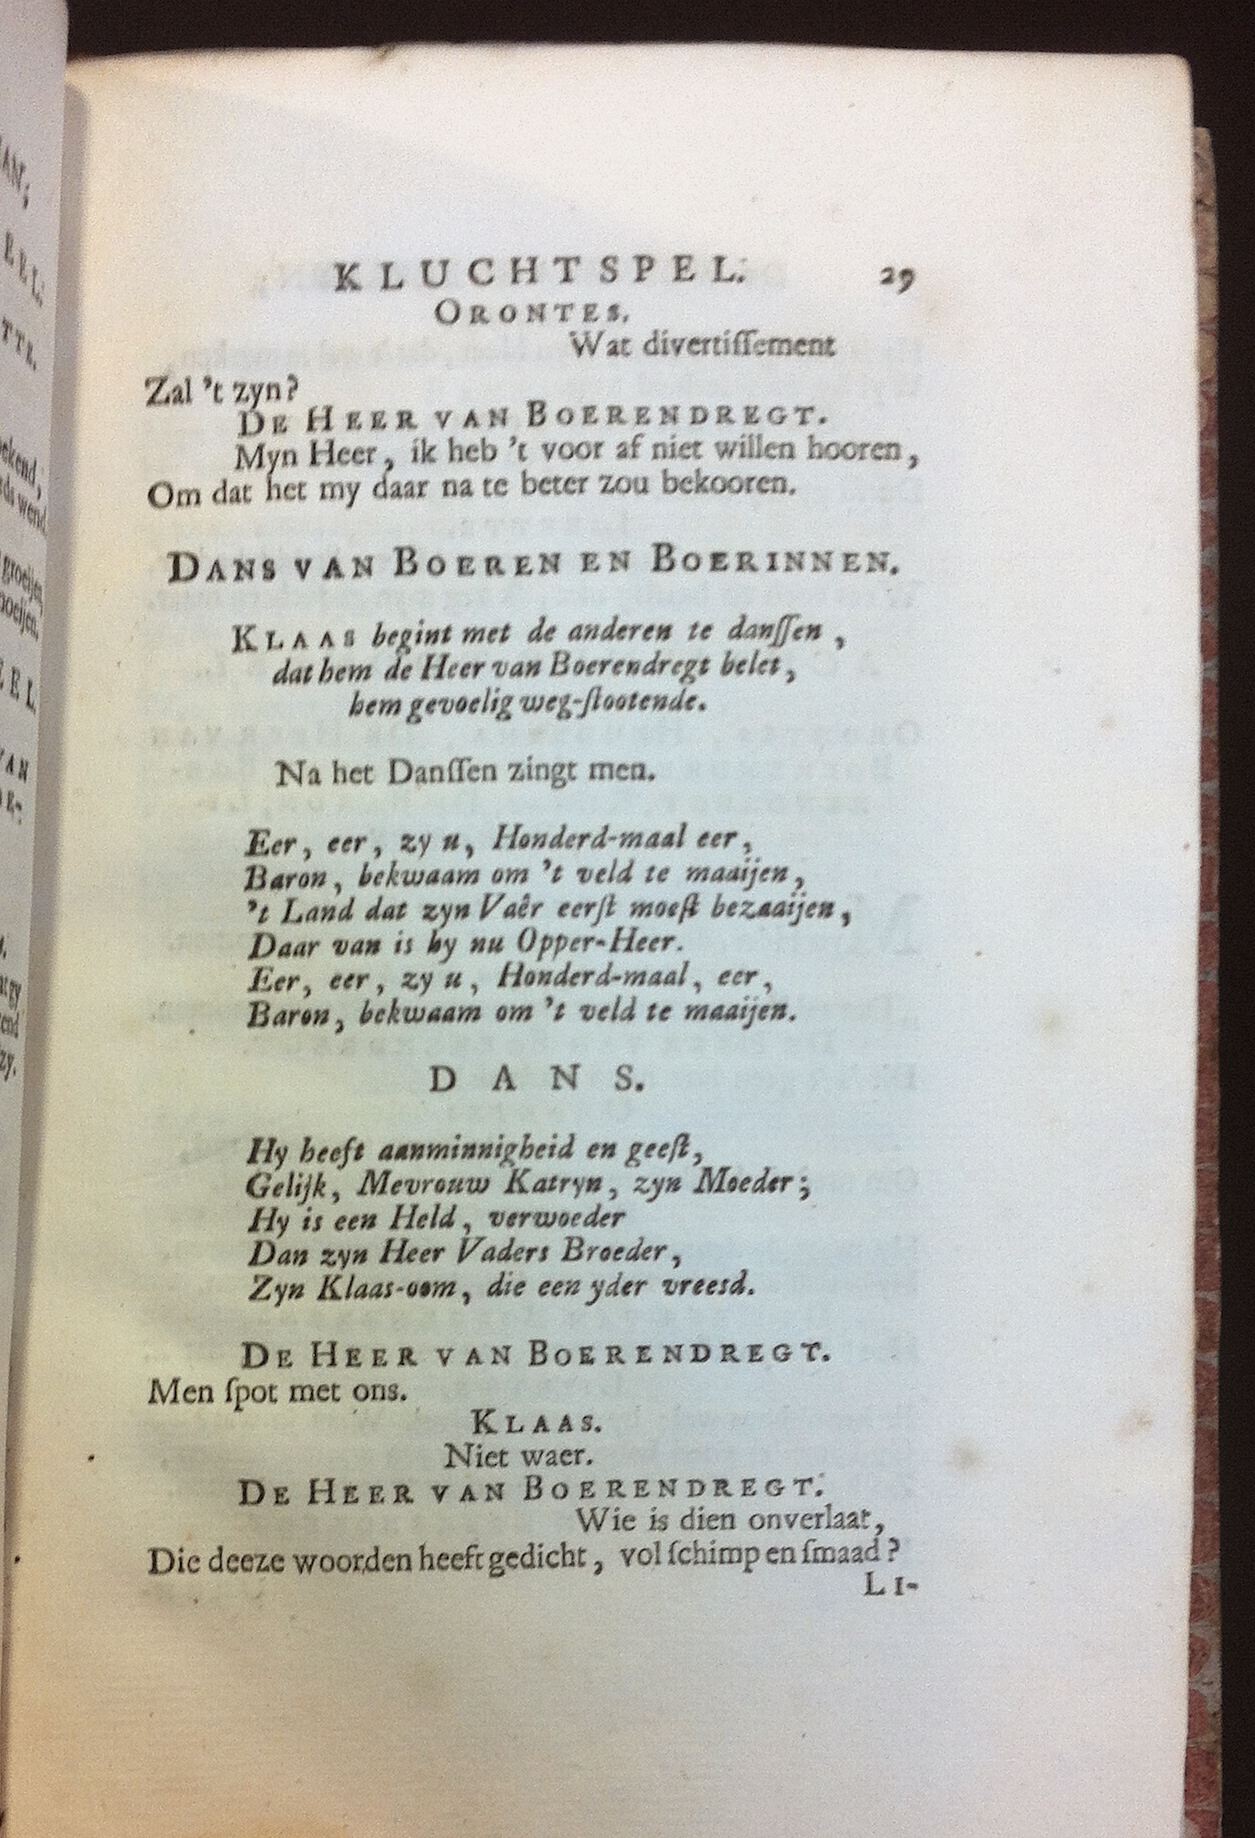 KLUCHTSPEL. 29
ORONTES.
Wat divertiſſement
Zal 't zyn?
DE HEER VAN BOERENDREGT.
Myn Heer, ik heb 't voor af niet willen hooren,
Om dat het my daar na te beter zou bekooren.
DANS VAN BOEREN EN BOERINNEN.
KLAAS begint met de anderen te danſſen,
dat hem de Heer van Boerendregt belet,
hem gevoelig weg-ſtootende.
Na het Danſſen zingt men.
Eer, eer, zy u, Honderd-maal eer,
Baron, bekwaam om 't veld te maaijen,
't Land dat zyn Vaêr eerſt moeſt bezaaijen,
Daar van is hy nu Opper-Heer.
Eer, eer, zy u, Honderd-maal, eer,
Baron, bekwaam om 't veld te maaijen.
DANS.
Hy heeft aanminnigheid en geeſt,
Gelijk, Mevrouw Katryn, zyn Moeder;
Hy is een Held, verwoeder
Dan zyn Heer Vaders Broeder,
Zyn Klaas-oom, die een yder vreesd.
DE HEER VAN BOERENDREGT.
Men ſpot met ons.
KLAAS.
Niet waer.
DE HEER VAN BOERENDREGT.
Wie is dien onverlaat,
Die deeze woorden heeft gedicht, vol ſchimp en ſmaad?
LI-